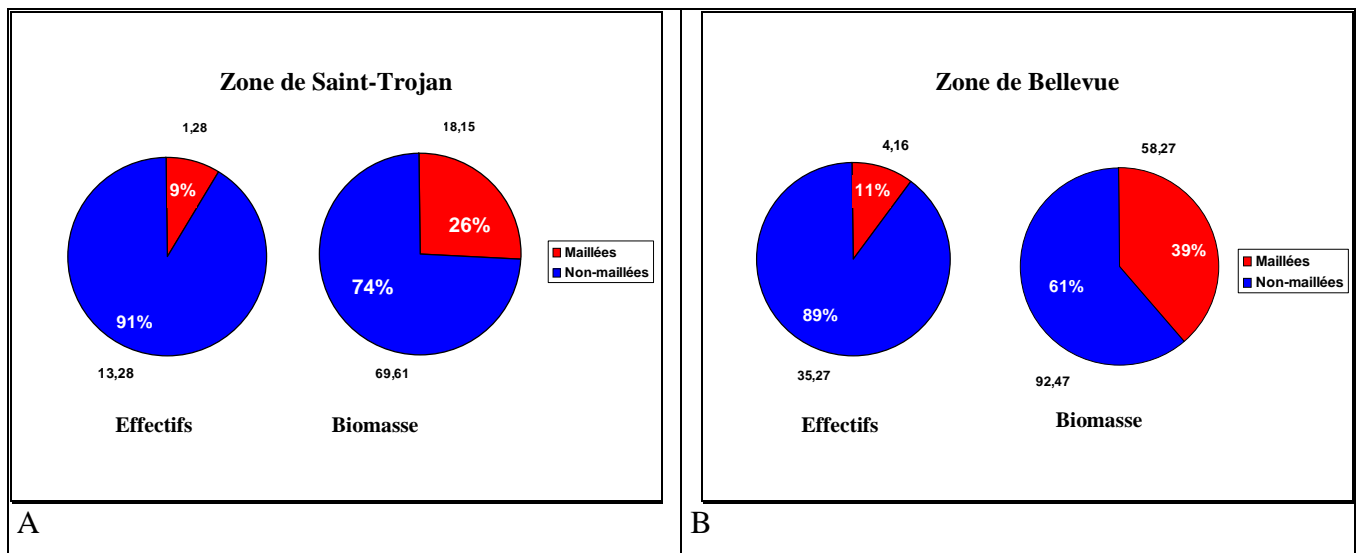 Zone de Saint-Trojan
1,28
18,15
9%
26%
74%
91%
13,28
69,61
Maillées
Non-maillées
Effectifs
Biomasse
A
Zone de Bellevue
4,16
58,27
11%
39%
61%
89%
35,27
92,47
Maillées
Non-maillées
Effectifs
Biomasse
B